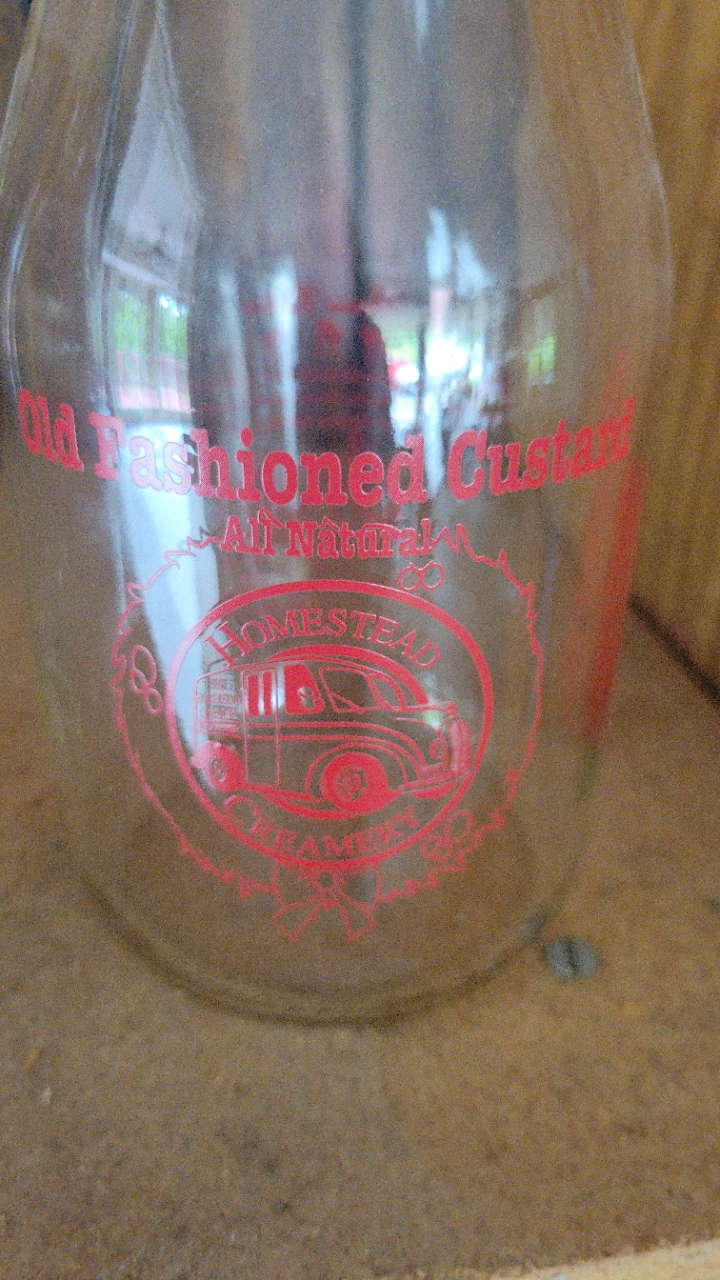 Old Fashioned Custard
All Natural
HOMESTEAD
CREAMERY